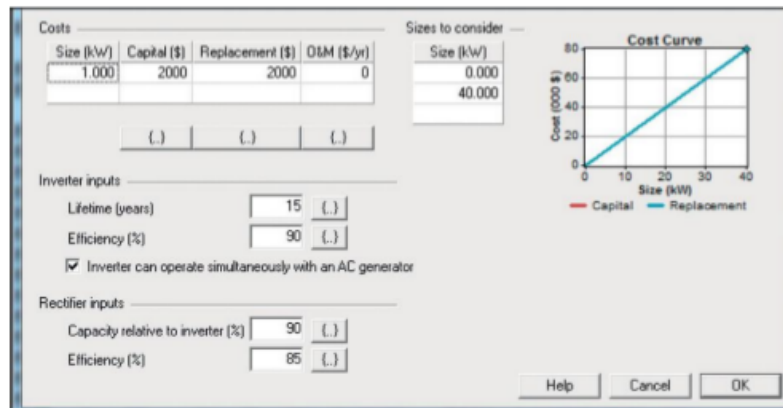 Costs
Size (kW) Capital ($) Replacement ($) O&M ($/yr)
1.000 2000 2000 0
{..} {..} {..}
Sizes to consider
Size (kW)
0.000
40.000
Cost Curve
Cost (000 $)
80
60
40
20
0
0 10 20 30 40
Size (kW)
Capital Replacement
Inverter inputs
Lifetime (years) 15 {..}
Efficiency (%) 90 {..}
Inverter can operate simultaneously with an AC generator
Rectifier inputs
Capacity relative to inverter (%) 90 {..}
Efficiency (%) 85 {..}
Help Cancel OK